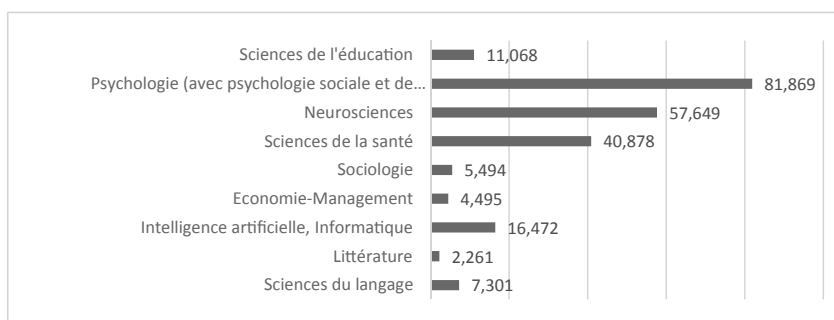 Sciences de l'éducation 11,068
Psychologie (avec psychologie sociale et de… 81,869
Neurosciences 57,649
Sciences de la santé 40,878
Sociologie 5,494
Economie-Management 4,495
Intelligence artificielle, Informatique 16,472
Littérature 2,261
Sciences du langage 7,301